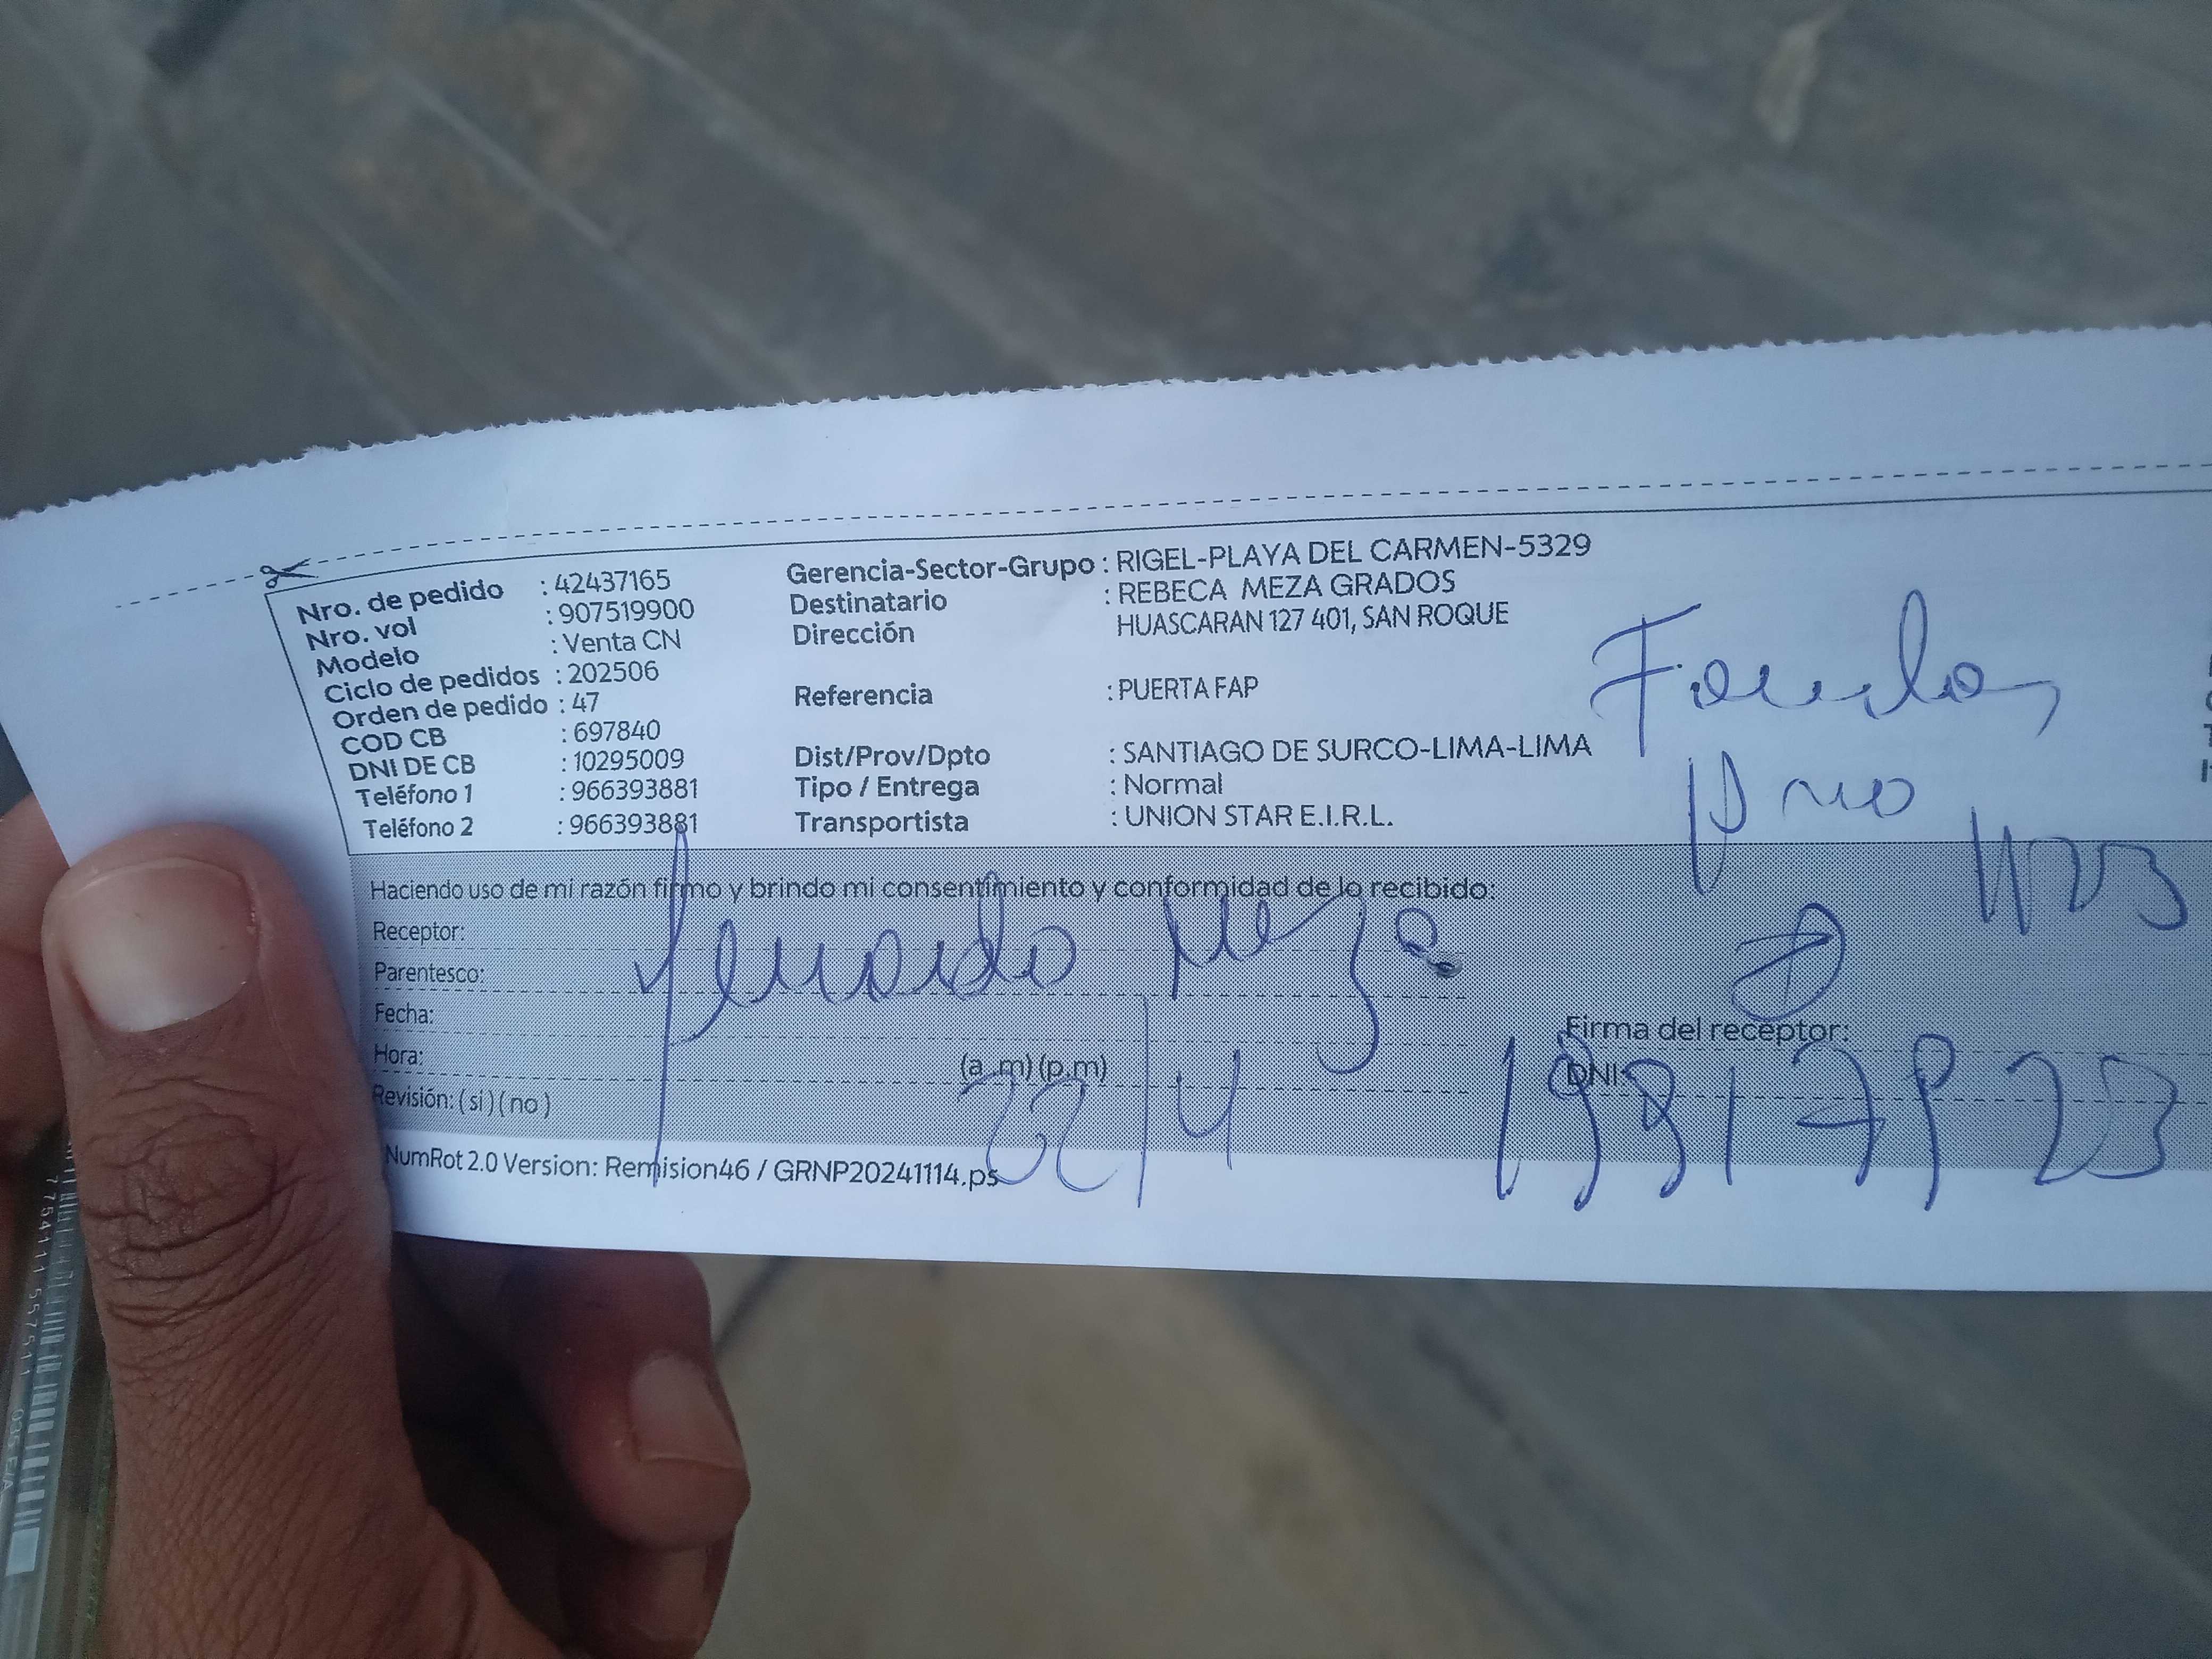 Nro. de pedido : 42437165
Nro. vol : 907519900
Modelo : Venta CN
Ciclo de pedidos : 202506
Orden de pedido : 47
COD CB : 697840
DNI DE CB : 10295009
Teléfono 1 : 966393881
Teléfono 2 : 966393881
Gerencia-Sector-Grupo : RIGEL-PLAYA DEL CARMEN-5329
Destinatario : REBECA MEZA GRADOS
Dirección HUASCARAN 127 401, SAN ROQUE
Referencia : PUERTA FAP
Dist/Prov/Dpto : SANTIAGO DE SURCO-LIMA-LIMA
Tipo / Entrega : Normal
Transportista : UNION STAR E.I.R.L.
Haciendo uso de mi razón firmo y brindo mi consentimiento y conformidad de lo recibido:
Receptor:
Parentesco:
Meza
Fecha:
Hora: (a .m) (p.m)
Revisión: ( si ) ( no )
22/4
Firma del receptor:
DNI:
NumRot 2.0 Version: Remision46 / GRNP20241114.ps